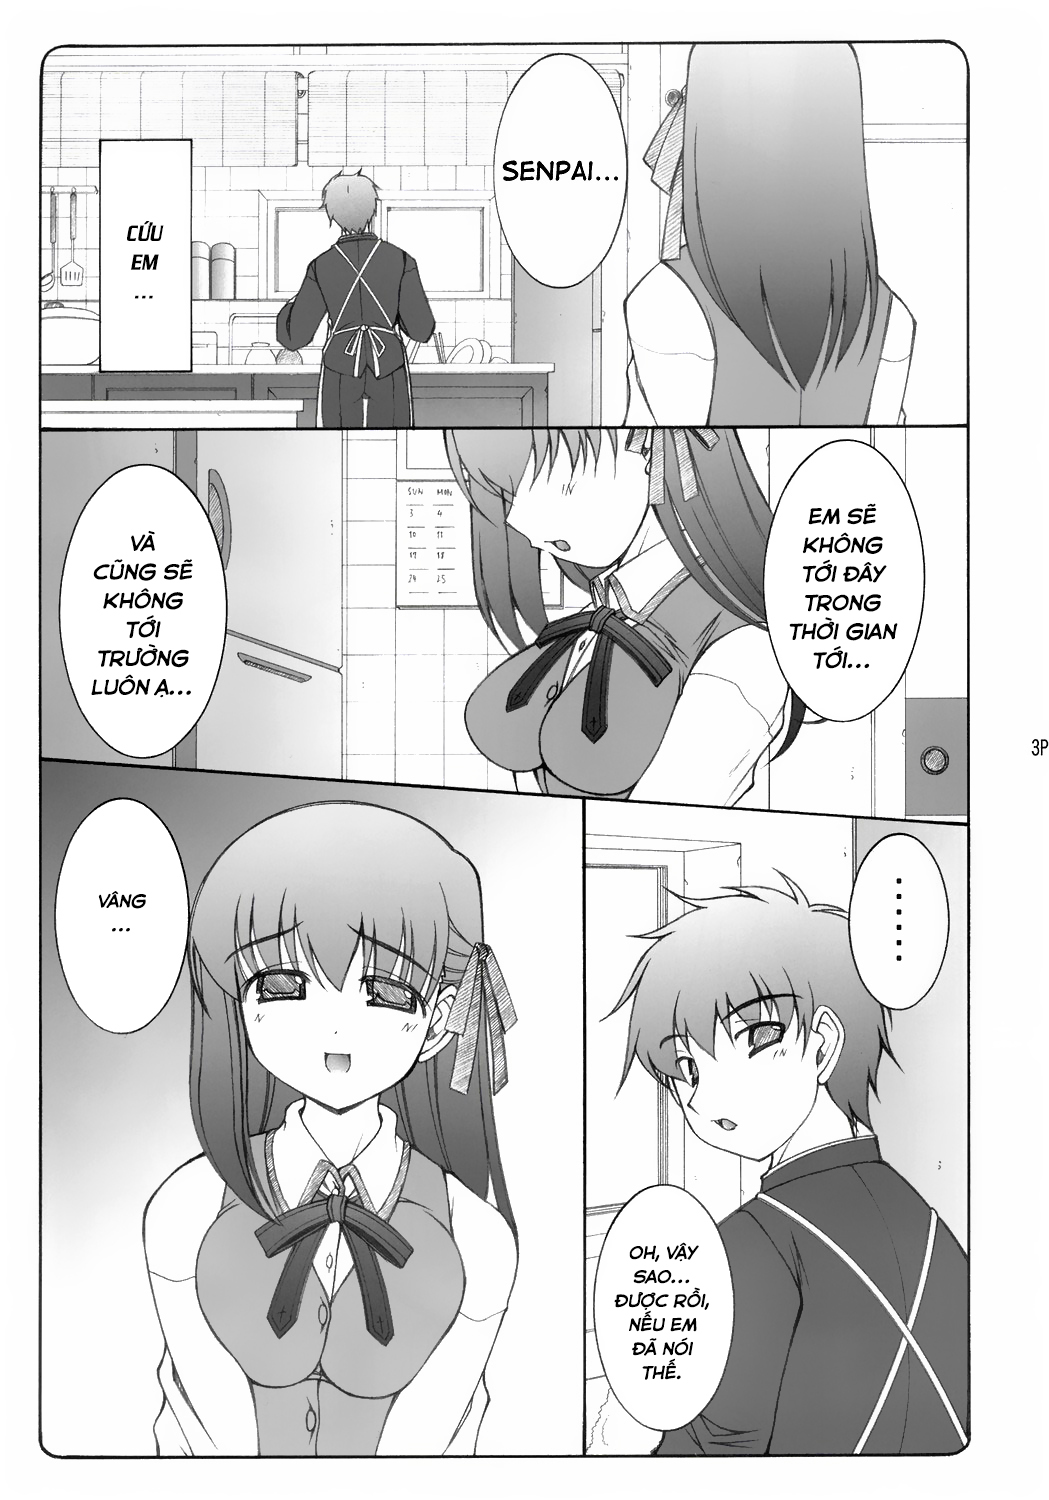 SENPAI...
CỨU
EM
...
EM SẼ
KHÔNG
TỚI ĐÂY
TRONG
THỜI GIAN
TỚI...
SUN MON
3 4
10 11
17 18
24 25
VÀ
CŨNG SẼ
KHÔNG
TỚI
TRƯỜNG
LUÔN Ạ...
3P
......
OH, VẬY
SAO...
ĐƯỢC RỒI,
NẾU EM
ĐÃ NÓI
THẾ.
VÂNG
...